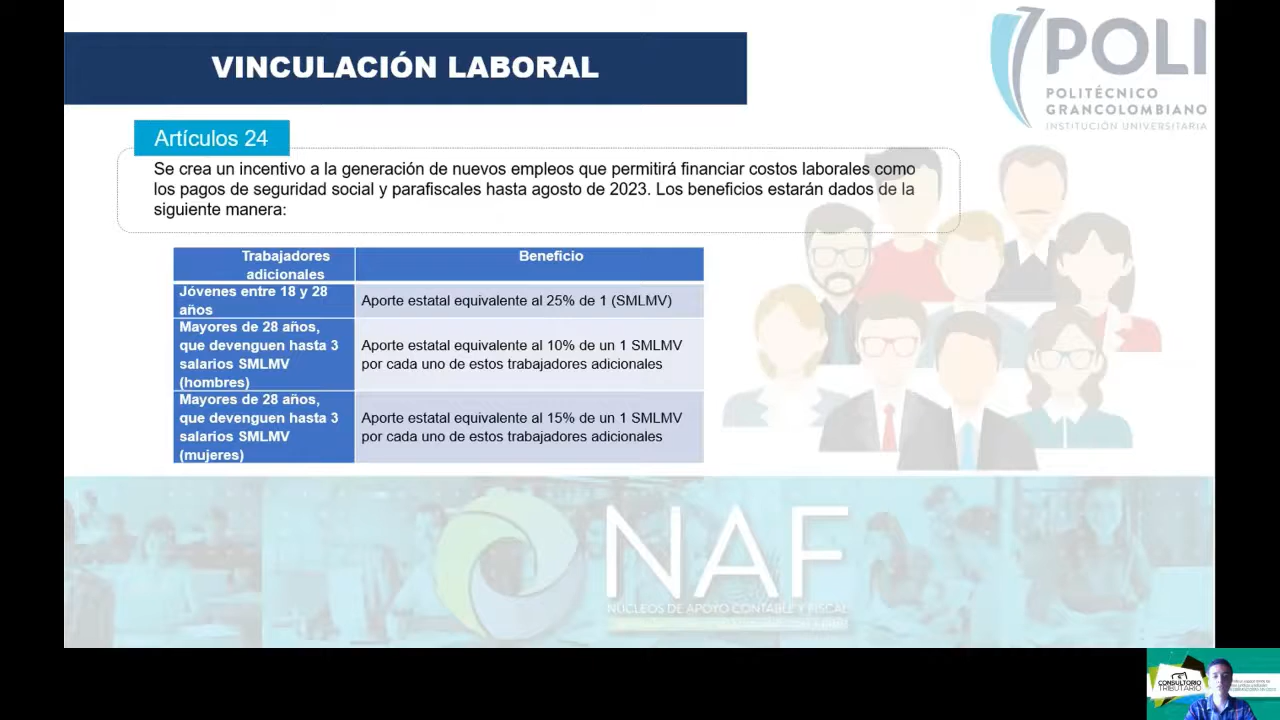 VINCULACIÓN LABORAL
POLI
POLITÉCNICO
GRANCOLOMBIANO
INSTITUCIÓN UNIVERSITARIA
Artículos 24
Se crea un incentivo a la generación de nuevos empleos que permitirá financiar costos laborales como
los pagos de seguridad social y parafiscales hasta agosto de 2023. Los beneficios estarán dados de la
siguiente manera:
Trabajadores
adicionales
Beneficio
Jóvenes entre 18 y 28
años
Aporte estatal equivalente al 25% de 1 (SMLMV)
Mayores de 28 años,
que devenguen hasta 3
salarios SMLMV
(hombres)
Aporte estatal equivalente al 10% de un 1 SMLMV
por cada uno de estos trabajadores adicionales
Mayores de 28 años,
que devenguen hasta 3
salarios SMLMV
(mujeres)
Aporte estatal equivalente al 15% de un 1 SMLMV
por cada uno de estos trabajadores adicionales
NAF
NÚCLEOS DE APOYO CONTABLE Y FISCAL
CONSULTORIO
TRIBUTARIO